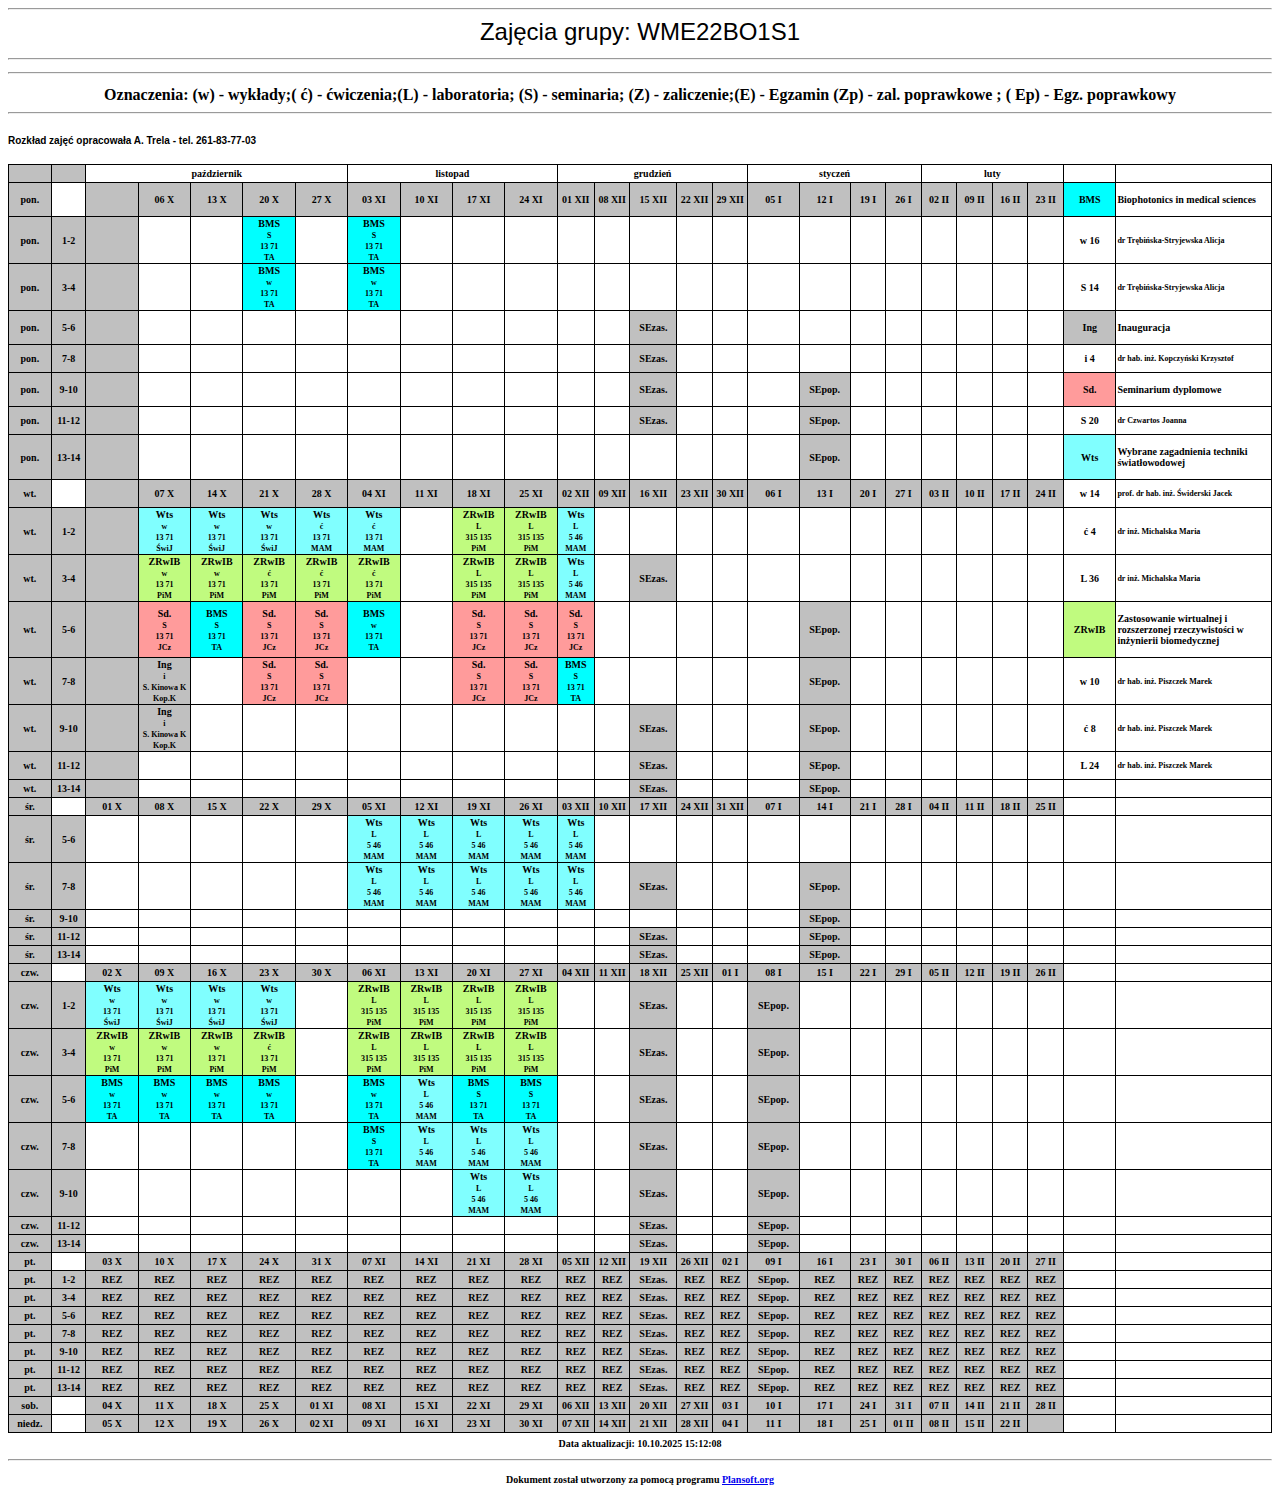 Zajęcia grupy: WME22BO1S1
Oznaczenia: (w) - wykłady;( ć) - ćwiczenia;(L) - laboratoria; (S) - seminaria; (Z) - zaliczenie;(E) - Egzamin (Zp) - zal. poprawkowe ; ( Ep) - Egz. poprawkowy
Rozkład zajęć opracowała A. Trela - tel. 261-83-77-03
październik listopad grudzień styczeń luty
pon. 06 X 13 X 20 X 27 X 03 XI 10 XI 17 XI 24 XI 01 XII 08 XII 15 XII 22 XII 29 XII 05 I 12 I 19 I 26 I 02 II 09 II 16 II 23 II BMS Biophotonics in medical sciences
BMS BMS
S S
pon. 1-2 w 16 dr Trębińska-Stryjewska Alicja
13 71 13 71
TA TA
BMS BMS
w w
pon. 3-4 S 14 dr Trębińska-Stryjewska Alicja
13 71 13 71
TA TA
pon. 5-6 SEzas. Ing Inauguracja
pon. 7-8 SEzas. i 4 dr hab. inż. Kopczyński Krzysztof
pon. 9-10 SEzas. SEpop. Sd. Seminarium dyplomowe
pon. 11-12 SEzas. SEpop. S 20 dr Czwartos Joanna
pon. 13-14 SEpop. Wts Wybrane zagadnienia techniki światłowodowej
wt. 07 X 14 X 21 X 28 X 04 XI 11 XI 18 XI 25 XI 02 XII 09 XII 16 XII 23 XII 30 XII 06 I 13 I 20 I 27 I 03 II 10 II 17 II 24 II w 14 prof. dr hab. inż. Świderski Jacek
Wts Wts Wts Wts Wts ZRwIB ZRwIB Wts
w w w ć ć L L L
wt. 1-2 ć 4 dr inż. Michalska Maria
13 71 13 71 13 71 13 71 13 71 315 135 315 135 5 46
ŚwiJ ŚwiJ ŚwiJ MAM MAM PiM PiM MAM
ZRwIB ZRwIB ZRwIB ZRwIB ZRwIB ZRwIB ZRwIB Wts
w w ć ć ć L L L
wt. 3-4 SEzas. L 36 dr inż. Michalska Maria
13 71 13 71 13 71 13 71 13 71 315 135 315 135 5 46
PiM PiM PiM PiM PiM PiM PiM MAM
Sd. BMS Sd. Sd. BMS Sd. Sd. Sd.
S S S S w S S S
wt. 5-6 SEpop. ZRwIB Zastosowanie wirtualnej i rozszerzonej rzeczywistości w inżynierii biomedycznej
13 71 13 71 13 71 13 71 13 71 13 71 13 71 13 71
JCz TA JCz JCz TA JCz JCz JCz
Ing Sd. Sd. Sd. Sd. BMS
i S S S S S
wt. 7-8 SEpop. w 10 dr hab. inż. Piszczek Marek
S. Kinowa K 13 71 13 71 13 71 13 71 13 71
Kop.K JCz JCz JCz JCz TA
Ing
i
wt. 9-10 SEzas. SEpop. ć 8 dr hab. inż. Piszczek Marek
S. Kinowa K
Kop.K
wt. 11-12 SEzas. SEpop. L 24 dr hab. inż. Piszczek Marek
wt. 13-14 SEzas. SEpop.
śr. 01 X 08 X 15 X 22 X 29 X 05 XI 12 XI 19 XI 26 XI 03 XII 10 XII 17 XII 24 XII 31 XII 07 I 14 I 21 I 28 I 04 II 11 II 18 II 25 II
Wts Wts Wts Wts Wts
L L L L L
śr. 5-6
5 46 5 46 5 46 5 46 5 46
MAM MAM MAM MAM MAM
Wts Wts Wts Wts Wts
L L L L L
śr. 7-8 SEzas. SEpop.
5 46 5 46 5 46 5 46 5 46
MAM MAM MAM MAM MAM
śr. 9-10 SEpop.
śr. 11-12 SEzas. SEpop.
śr. 13-14 SEzas. SEpop.
czw. 02 X 09 X 16 X 23 X 30 X 06 XI 13 XI 20 XI 27 XI 04 XII 11 XII 18 XII 25 XII 01 I 08 I 15 I 22 I 29 I 05 II 12 II 19 II 26 II
Wts Wts Wts Wts ZRwIB ZRwIB ZRwIB ZRwIB
w w w w L L L L
czw. 1-2 SEzas. SEpop.
13 71 13 71 13 71 13 71 315 135 315 135 315 135 315 135
ŚwiJ ŚwiJ ŚwiJ ŚwiJ PiM PiM PiM PiM
ZRwIB ZRwIB ZRwIB ZRwIB ZRwIB ZRwIB ZRwIB ZRwIB
w w w ć L L L L
czw. 3-4 SEzas. SEpop.
13 71 13 71 13 71 13 71 315 135 315 135 315 135 315 135
PiM PiM PiM PiM PiM PiM PiM PiM
BMS BMS BMS BMS BMS Wts BMS BMS
w w w w w L S S
czw. 5-6 SEzas. SEpop.
13 71 13 71 13 71 13 71 13 71 5 46 13 71 13 71
TA TA TA TA TA MAM TA TA
BMS Wts Wts Wts
S L L L
czw. 7-8 SEzas. SEpop.
13 71 5 46 5 46 5 46
TA MAM MAM MAM
Wts Wts
L L
czw. 9-10 SEzas. SEpop.
5 46 5 46
MAM MAM
czw. 11-12 SEzas. SEpop.
czw. 13-14 SEzas. SEpop.
pt. 03 X 10 X 17 X 24 X 31 X 07 XI 14 XI 21 XI 28 XI 05 XII 12 XII 19 XII 26 XII 02 I 09 I 16 I 23 I 30 I 06 II 13 II 20 II 27 II
pt. 1-2 REZ REZ REZ REZ REZ REZ REZ REZ REZ REZ REZ SEzas. REZ REZ SEpop. REZ REZ REZ REZ REZ REZ REZ
pt. 3-4 REZ REZ REZ REZ REZ REZ REZ REZ REZ REZ REZ SEzas. REZ REZ SEpop. REZ REZ REZ REZ REZ REZ REZ
pt. 5-6 REZ REZ REZ REZ REZ REZ REZ REZ REZ REZ REZ SEzas. REZ REZ SEpop. REZ REZ REZ REZ REZ REZ REZ
pt. 7-8 REZ REZ REZ REZ REZ REZ REZ REZ REZ REZ REZ SEzas. REZ REZ SEpop. REZ REZ REZ REZ REZ REZ REZ
pt. 9-10 REZ REZ REZ REZ REZ REZ REZ REZ REZ REZ REZ SEzas. REZ REZ SEpop. REZ REZ REZ REZ REZ REZ REZ
pt. 11-12 REZ REZ REZ REZ REZ REZ REZ REZ REZ REZ REZ SEzas. REZ REZ SEpop. REZ REZ REZ REZ REZ REZ REZ
pt. 13-14 REZ REZ REZ REZ REZ REZ REZ REZ REZ REZ REZ SEzas. REZ REZ SEpop. REZ REZ REZ REZ REZ REZ REZ
sob. 04 X 11 X 18 X 25 X 01 XI 08 XI 15 XI 22 XI 29 XI 06 XII 13 XII 20 XII 27 XII 03 I 10 I 17 I 24 I 31 I 07 II 14 II 21 II 28 II
niedz. 05 X 12 X 19 X 26 X 02 XI 09 XI 16 XI 23 XI 30 XI 07 XII 14 XII 21 XII 28 XII 04 I 11 I 18 I 25 I 01 II 08 II 15 II 22 II
Data aktualizacji: 10.10.2025 15:12:08
Dokument został utworzony za pomocą programu Plansoft.org